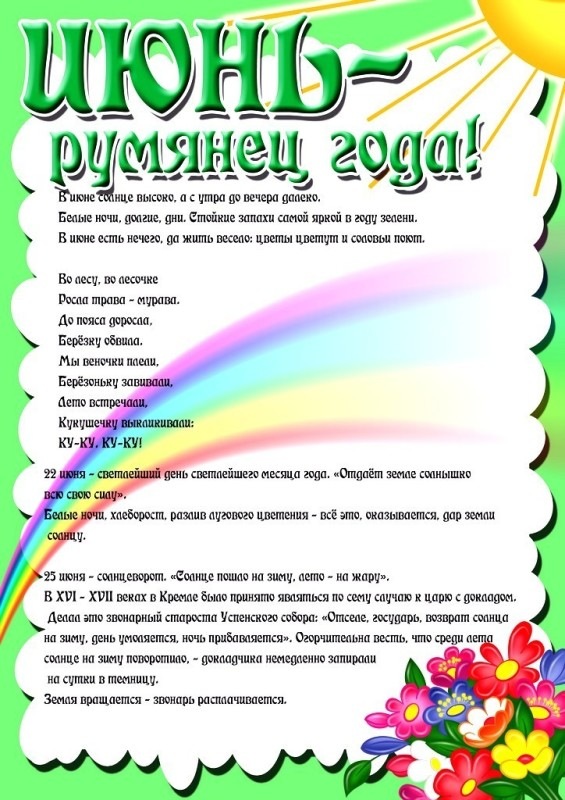 ИЮНЬ-
румянец года!
В июне солнце высоко, а с утра до вечера далеко.
Белые ночи, долгие, дни. Стойкие запахи самой яркой в году зелени.
В июне есть нечего, да жить весело: цветы цветут и соловьи поют.
Во лесу, во лесочке
Росла трава - мурава.
До пояса доросла,
Берёзку обвила.
Мы веночки плели,
Берёзоньку завивали,
Лето встречали,
Кукушечку выкликивали:
КУ-КУ. КУ-КУ!
22 июня - светлейший день светлейшего месяца года. «Отдаёт земле солнышко
всю свою силу».
Белые ночи, хлеборост, разлив лугового цветения - всё это, оказывается, дар земли
солнцу.
25 июня - солнцеворот. «Солнце пошло на зиму, лето - на жару».
В XVI - XVII веках в Кремле было принято являться по сему случаю к царю с докладом.
Делал это звонарный староста Успенского собора: «Отселе, государь, возврат солнца
на зиму, день умоляется, ночь прибавляется». Огорчительна весть, что среди лета
солнце на зиму поворотило, - докладчика немедленно запирали
на сутки в темницу.
Земля вращается - звонарь расплачивается.